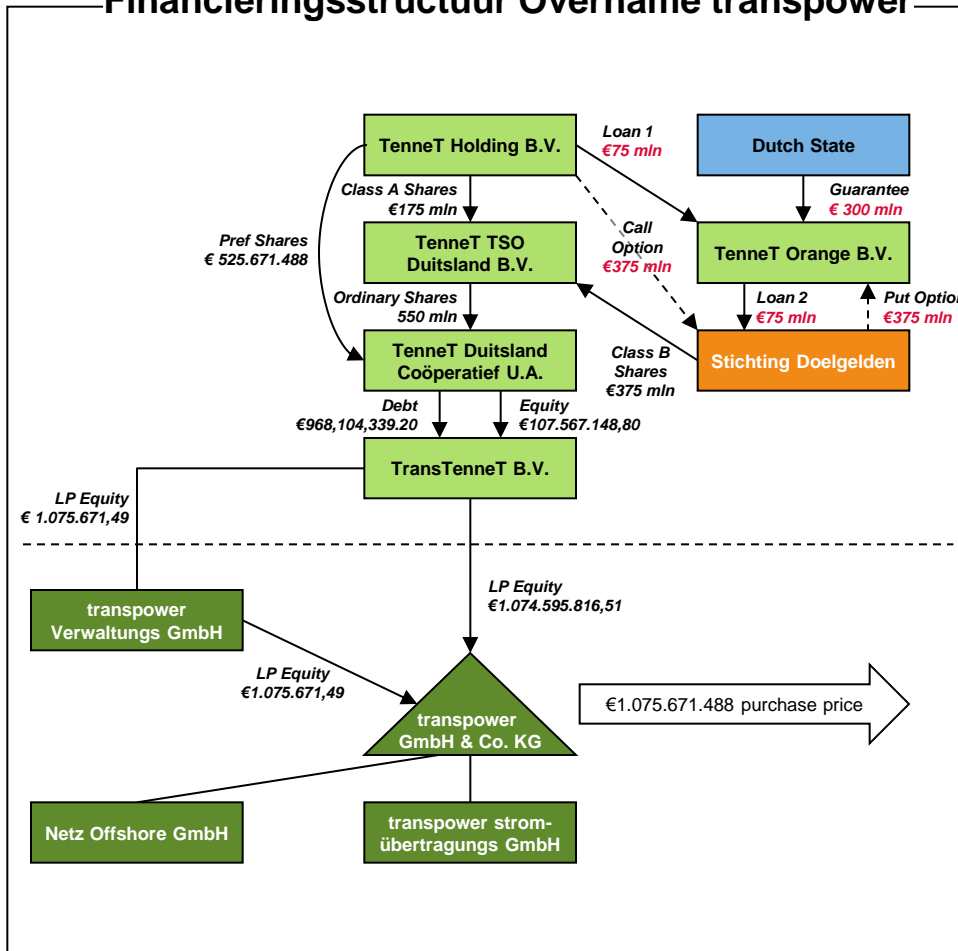 Financieringsstructuur Overname transpower
TenneT Holding B.V.
Loan 1
€75 mln
Dutch State
Class A Shares
€175 mln
Guarantee
€ 300 mln
Pref Shares
€ 525.671.488
TenneT TSO
Duitsland B.V.
Call
Option
€375 mln
TenneT Orange B.V.
Ordinary Shares
550 mln
Loan 2
€75 mln
Put Option
€375 mln
TenneT Duitsland
Coöperatief U.A.
Class B
Shares
€375 mln
Stichting Doelgelden
Debt
€968,104,339.20
Equity
€107.567.148,80
TransTenneT B.V.
LP Equity
€ 1.075.671,49
LP Equity
€1.074.595.816,51
transpower
Verwaltungs GmbH
LP Equity
€1.075.671,49
transpower
GmbH & Co. KG
€1.075.671.488 purchase price
Netz Offshore GmbH
transpower strom-
übertragungs GmbH